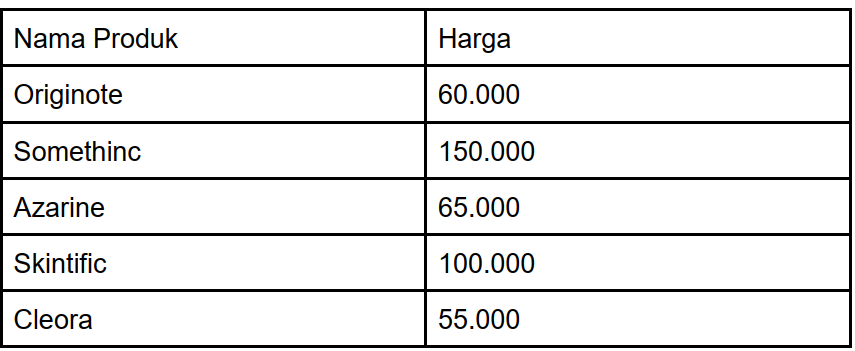 Nama Produk Harga
Originote 60.000
Somethinc 150.000
Azarine 65.000
Skintific 100.000
Cleora 55.000